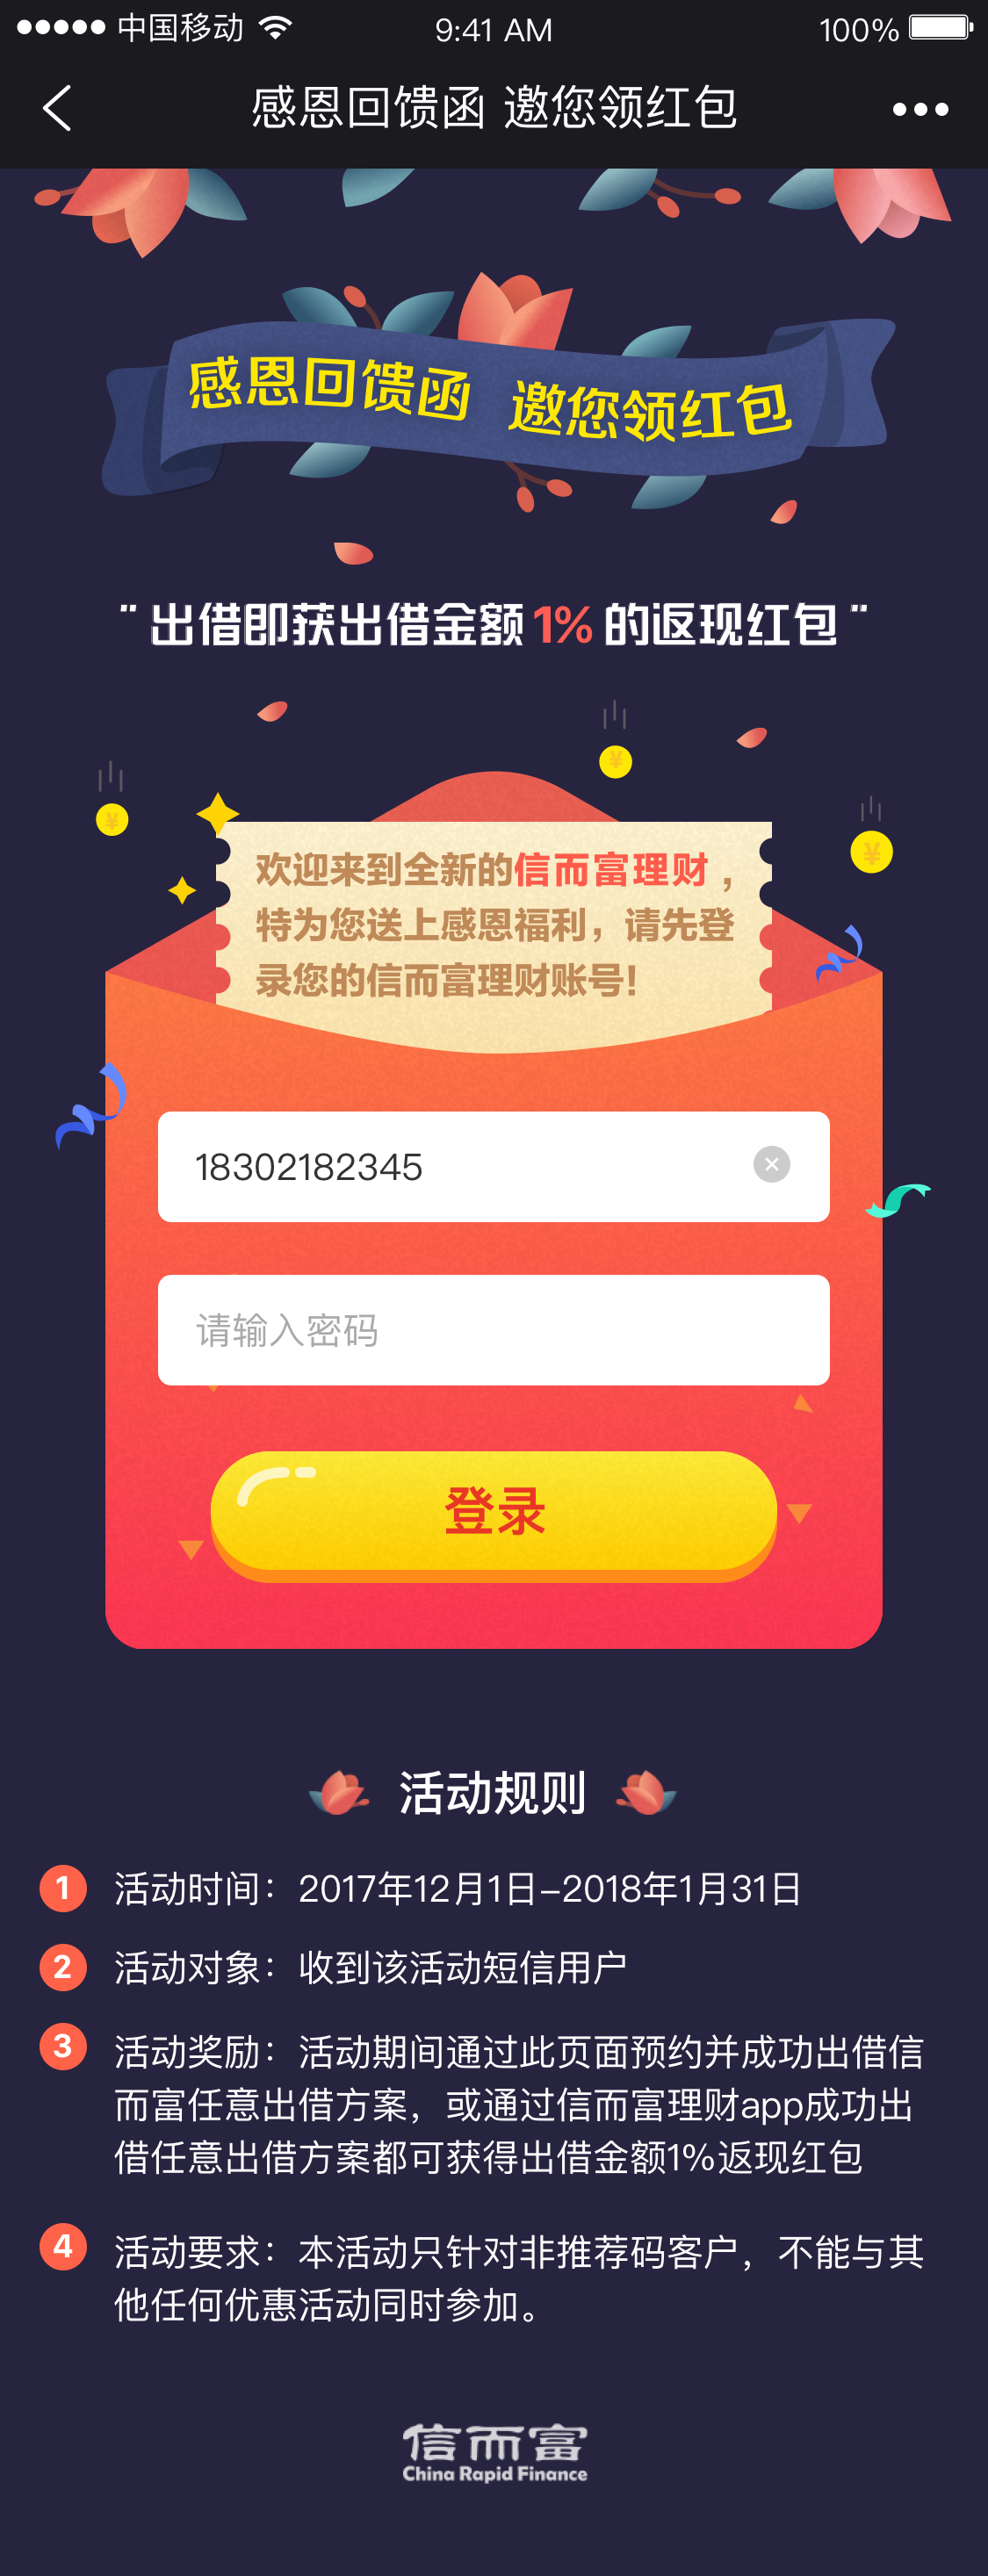 中国移动 9:41 AM 100%
感恩回馈函 邀您领红包
感恩回馈函 邀您领红包
"出借即获出借金额1%的返现红包"
¥
¥
¥
欢迎来到全新的信而富理财，
特为您送上感恩福利，请先登
录您的信而富理财账号！
18302182345
请输入密码
登录
活动规则
1 活动时间：2017年12月1日-2018年1月31日
2 活动对象：收到该活动短信用户
3 活动奖励：活动期间通过此页面预约并成功出借信
而富任意出借方案，或通过信而富理财app成功出
借任意出借方案都可获得出借金额1%返现红包
4 活动要求：本活动只针对非推荐码客户，不能与其
他任何优惠活动同时参加。
信而富
China Rapid Finance